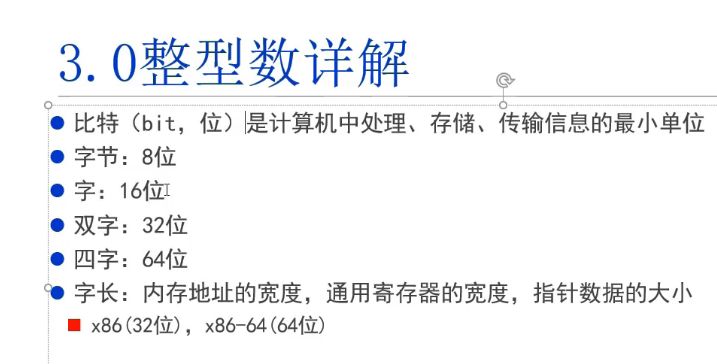 3.0整型数详解
比特（bit，位）是计算机中处理、存储、传输信息的最小单位
字节：8位
字：16位
双字：32位
四字：64位
字长：内存地址的宽度，通用寄存器的宽度，指针数据的大小
x86(32位)，x86-64(64位)